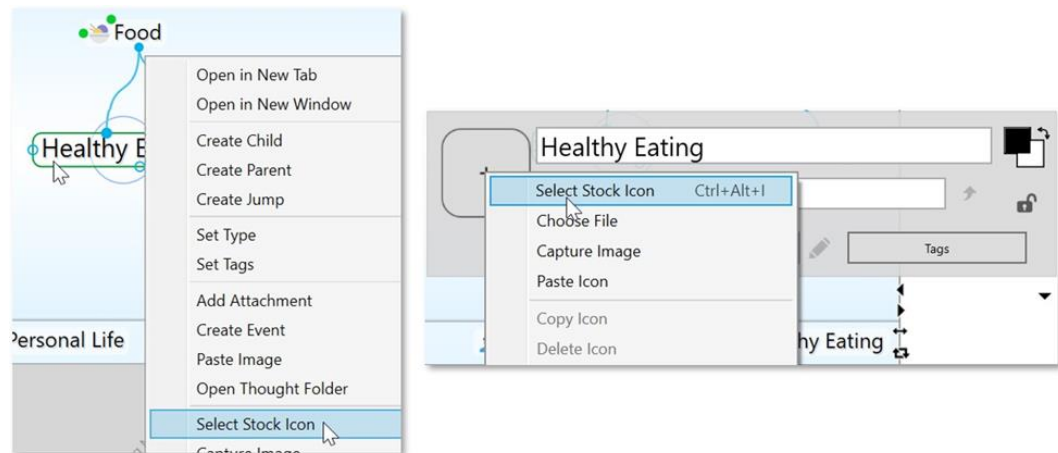 Food
Healthy E
Open in New Tab
Open in New Window
Create Child
Create Parent
Create Jump
Set Type
Set Tags
Add Attachment
Create Event
Paste Image
Open Thought Folder
Select Stock Icon
Capture Image
Personal Life
Healthy Eating
Select Stock Icon Ctrl+Alt+I
Choose File
Capture Image
Paste Icon
Copy Icon
Delete Icon
Tags
hy Eating